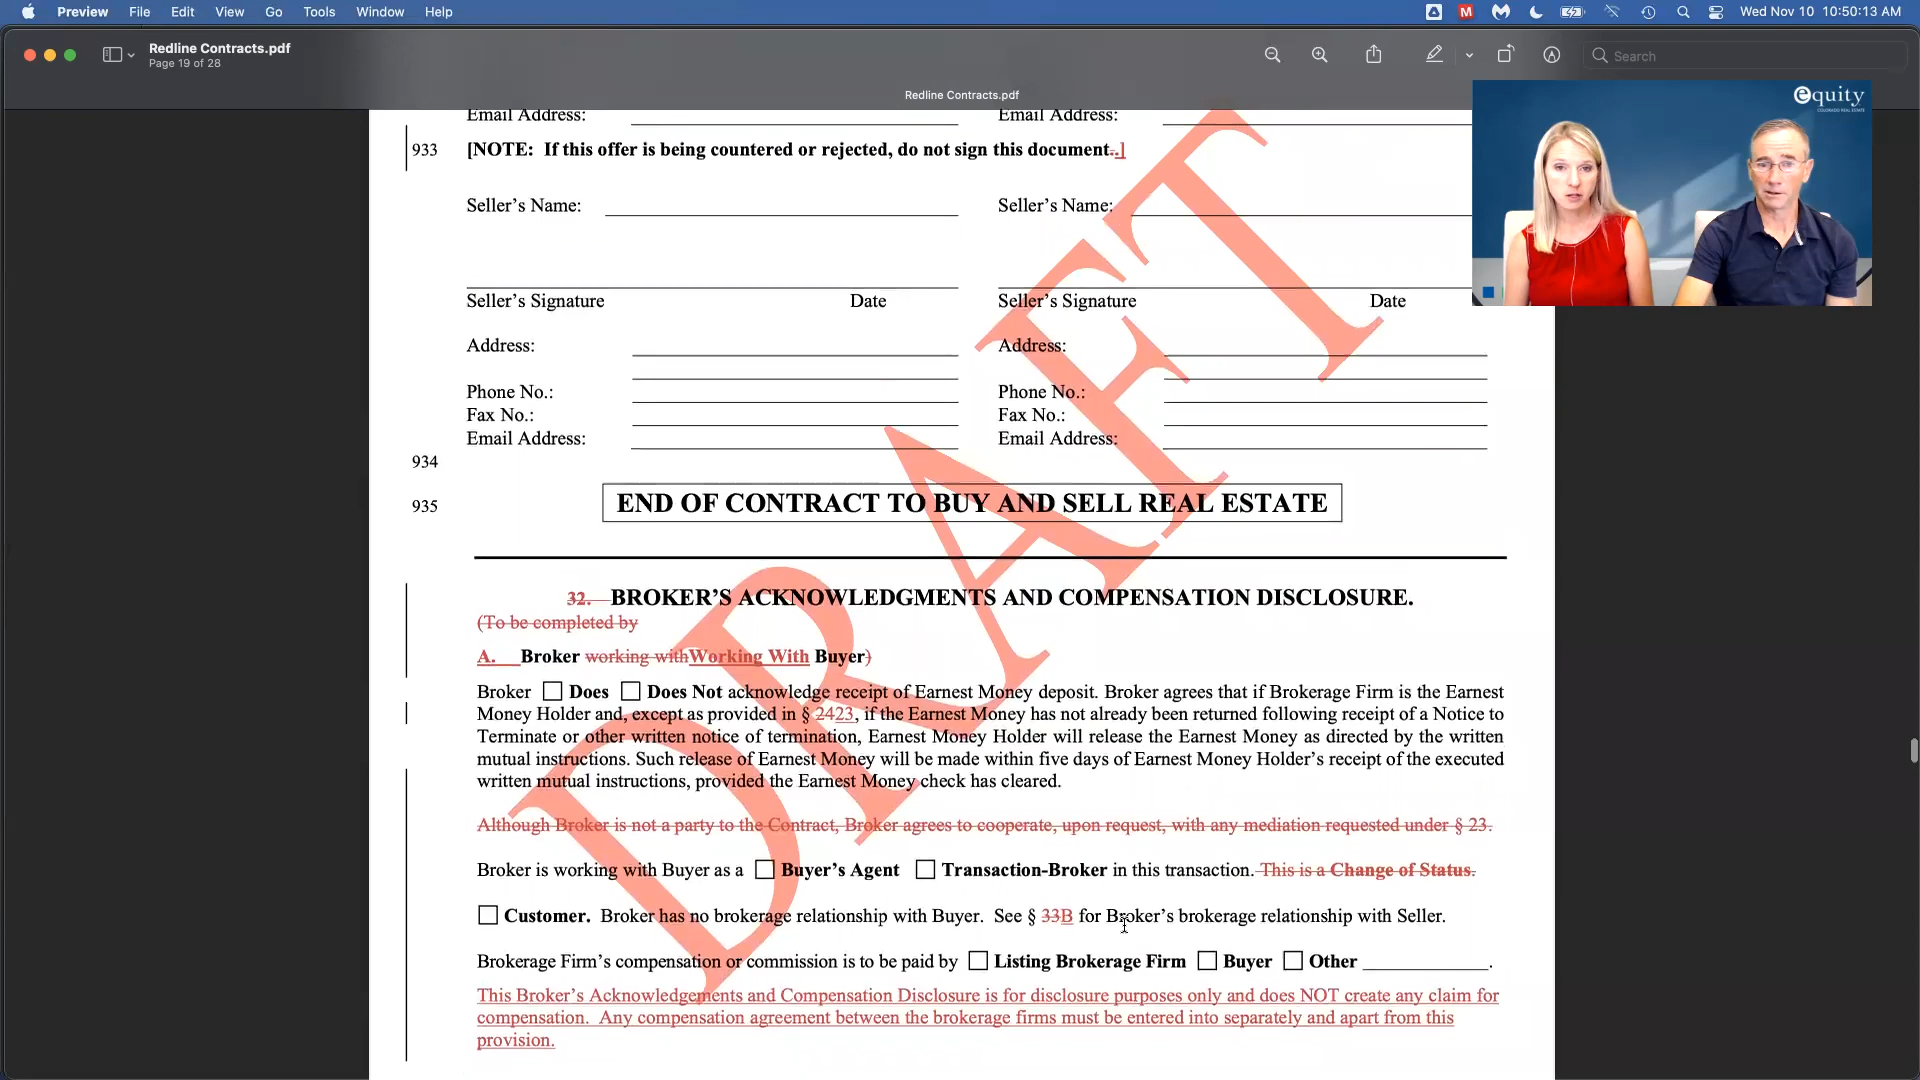 Preview File Edit View Go Tools Window Help
Wed Nov 10 10:50:13 AM
Redline Contracts.pdf
Page 19 of 28
Search
Redline Contracts.pdf
equity
Email Address: Email Address:
933 [NOTE: If this offer is being countered or rejected, do not sign this document..]
Seller's Name: Seller's Name:
Seller's Signature Date Seller's Signature Date
Address: Address:
Phone No.: Phone No.:
Fax No.: Fax No.:
Email Address: Email Address:
934
935 END OF CONTRACT TO BUY AND SELL REAL ESTATE
32. BROKER'S ACKNOWLEDGMENTS AND COMPENSATION DISCLOSURE.
(To be completed by
A. Broker working withWorking With Buyer)
Broker Does Does Not acknowledge receipt of Earnest Money deposit. Broker agrees that if Brokerage Firm is the Earnest
Money Holder and, except as provided in § 2423, if the Earnest Money has not already been returned following receipt of a Notice to
Terminate or other written notice of termination, Earnest Money Holder will release the Earnest Money as directed by the written
mutual instructions. Such release of Earnest Money will be made within five days of Earnest Money Holder's receipt of the executed
written mutual instructions, provided the Earnest Money check has cleared.
Although Broker is not a party to the Contract, Broker agrees to cooperate, upon request, with any mediation requested under § 23.
Broker is working with Buyer as a Buyer's Agent Transaction-Broker in this transaction. This is a Change of Status.
Customer. Broker has no brokerage relationship with Buyer. See § 33B for Broker's brokerage relationship with Seller.
Brokerage Firm's compensation or commission is to be paid by Listing Brokerage Firm Buyer Other ____________.
This Broker's Acknowledgements and Compensation Disclosure is for disclosure purposes only and does NOT create any claim for
compensation. Any compensation agreement between the brokerage firms must be entered into separately and apart from this
provision.
DRAFT